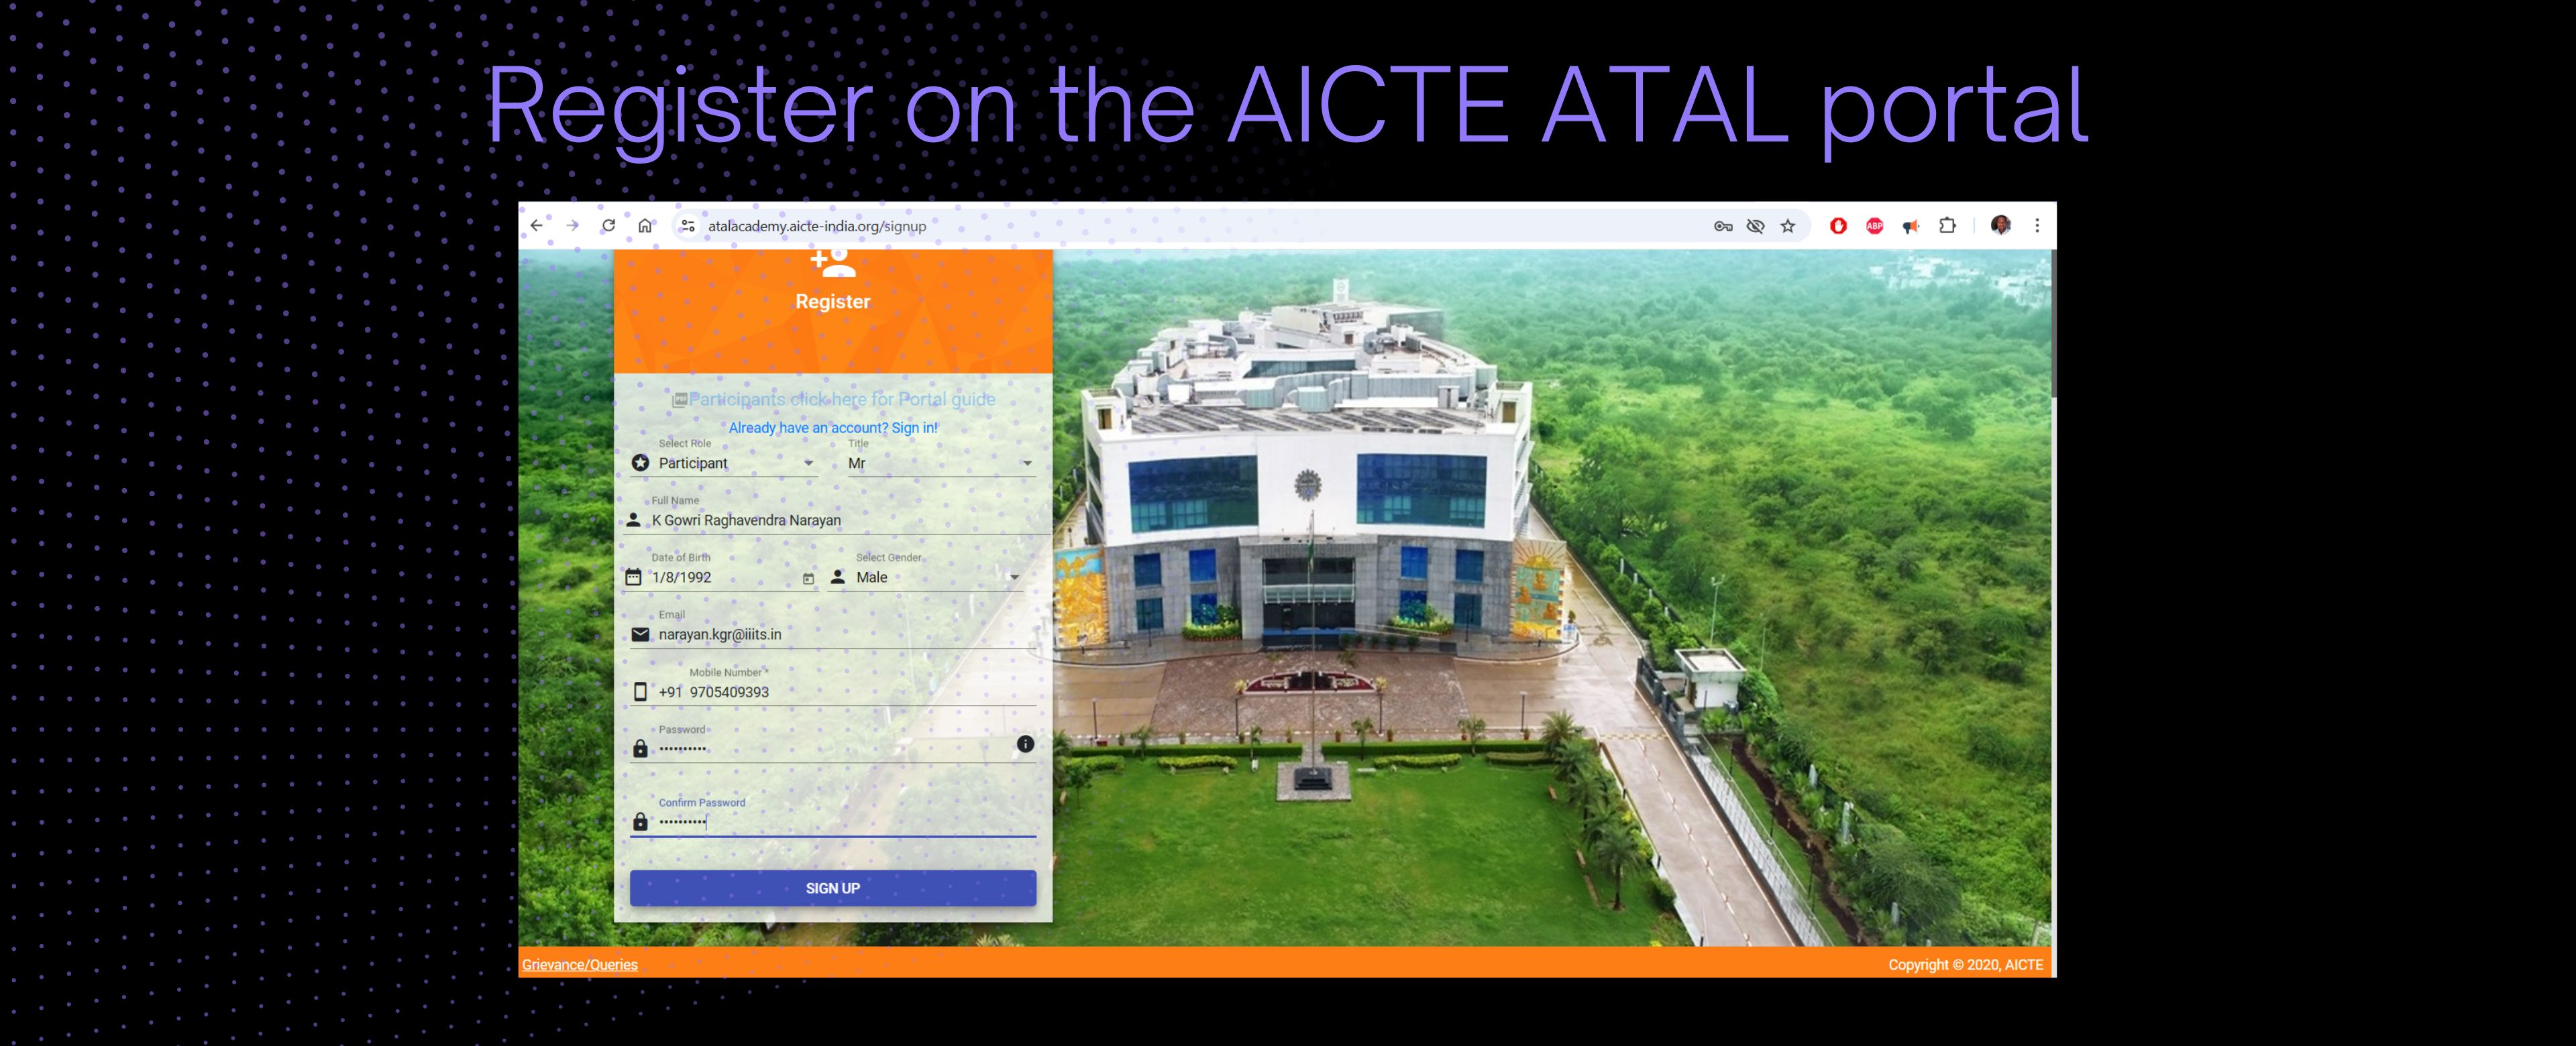 Register on the AICTE ATAL portal
atalacademy.aicte-india.org/signup
ABP
Register
PDF Participants click here for Portal guide
Already have an account? Sign in!
Select Role Title
Participant Mr
Full Name
K Gowri Raghavendra Narayan
Date of Birth Select Gender
1/8/1992 Male
Email
narayan.kgr@iiits.in
Mobile Number *
+91 9705409393
Password
••••••••••
Confirm Password
••••••••••
SIGN UP
Grievance/Queries Copyright © 2020, AICTE